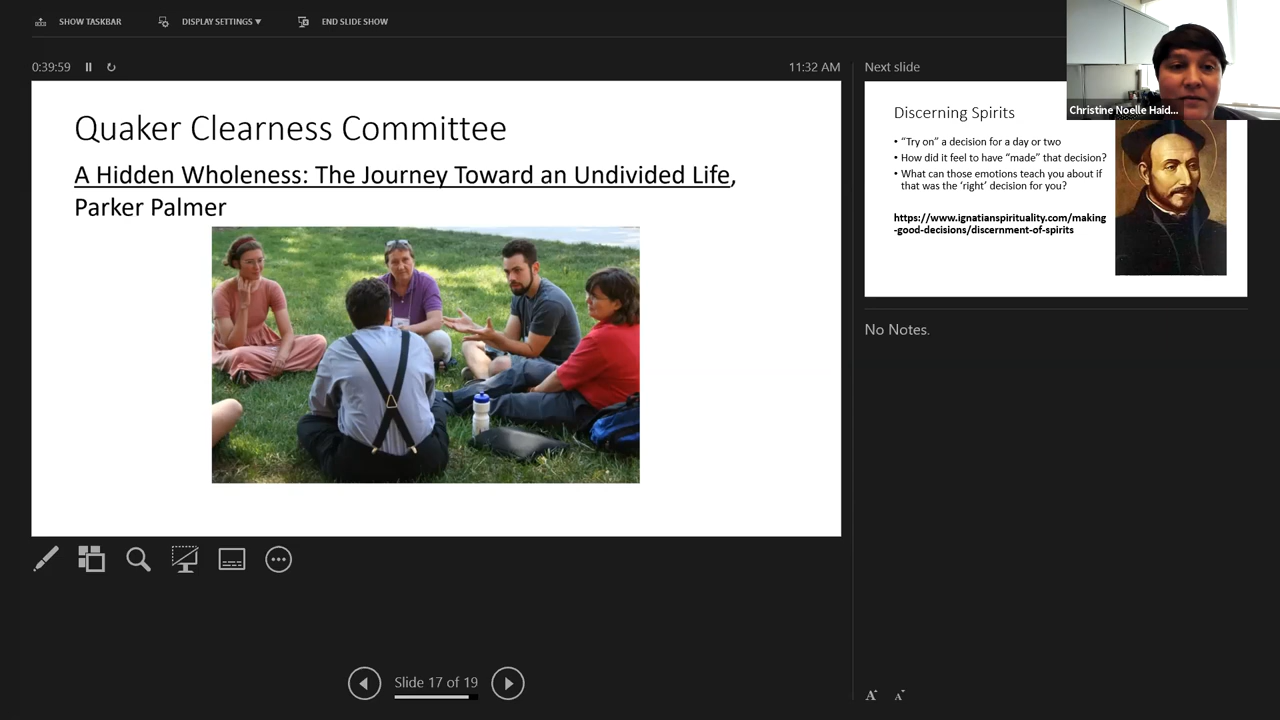 SHOW TASKBAR
DISPLAY SETTINGS ▼
END SLIDE SHOW
0:39:59
11:32 AM
Quaker Clearness Committee
A Hidden Wholeness: The Journey Toward an Undivided Life,
Parker Palmer
Slide 17 of 19
Next slide
Christine Noelle Haid...
Discerning Spirits
• “Try on” a decision for a day or two
• How did it feel to have “made” that decision?
• What can those emotions teach you about if
that was the ‘right’ decision for you?
https://www.ignatianspirituality.com/making
-good-decisions/discernment-of-spirits
No Notes.
A A